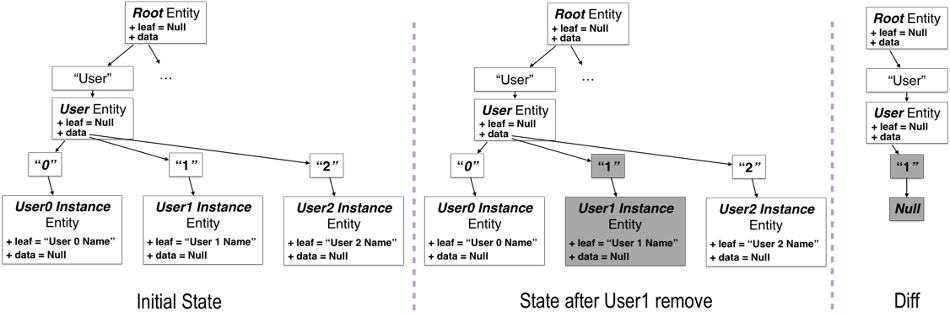 Root Entity
+ leaf = Null
+ data
“User”
...
User Entity
+ leaf = Null
+ data
“0”
“1”
“2”
User0 Instance
Entity
+ leaf = “User 0 Name”
+ data = Null
User1 Instance
Entity
+ leaf = “User 1 Name”
+ data = Null
User2 Instance
Entity
+ leaf = “User 2 Name”
+ data = Null
Initial State
Root Entity
+ leaf = Null
+ data
“User”
...
User Entity
+ leaf = Null
+ data
“0”
“1”
“2”
User0 Instance
Entity
+ leaf = “User 0 Name”
+ data = Null
User1 Instance
Entity
+ leaf = “User 1 Name”
+ data = Null
User2 Instance
Entity
+ leaf = “User 2 Name”
+ data = Null
State after User1 remove
Root Entity
+ leaf = Null
+ data
“User”
User Entity
+ leaf = Null
+ data
“1”
Null
Diff